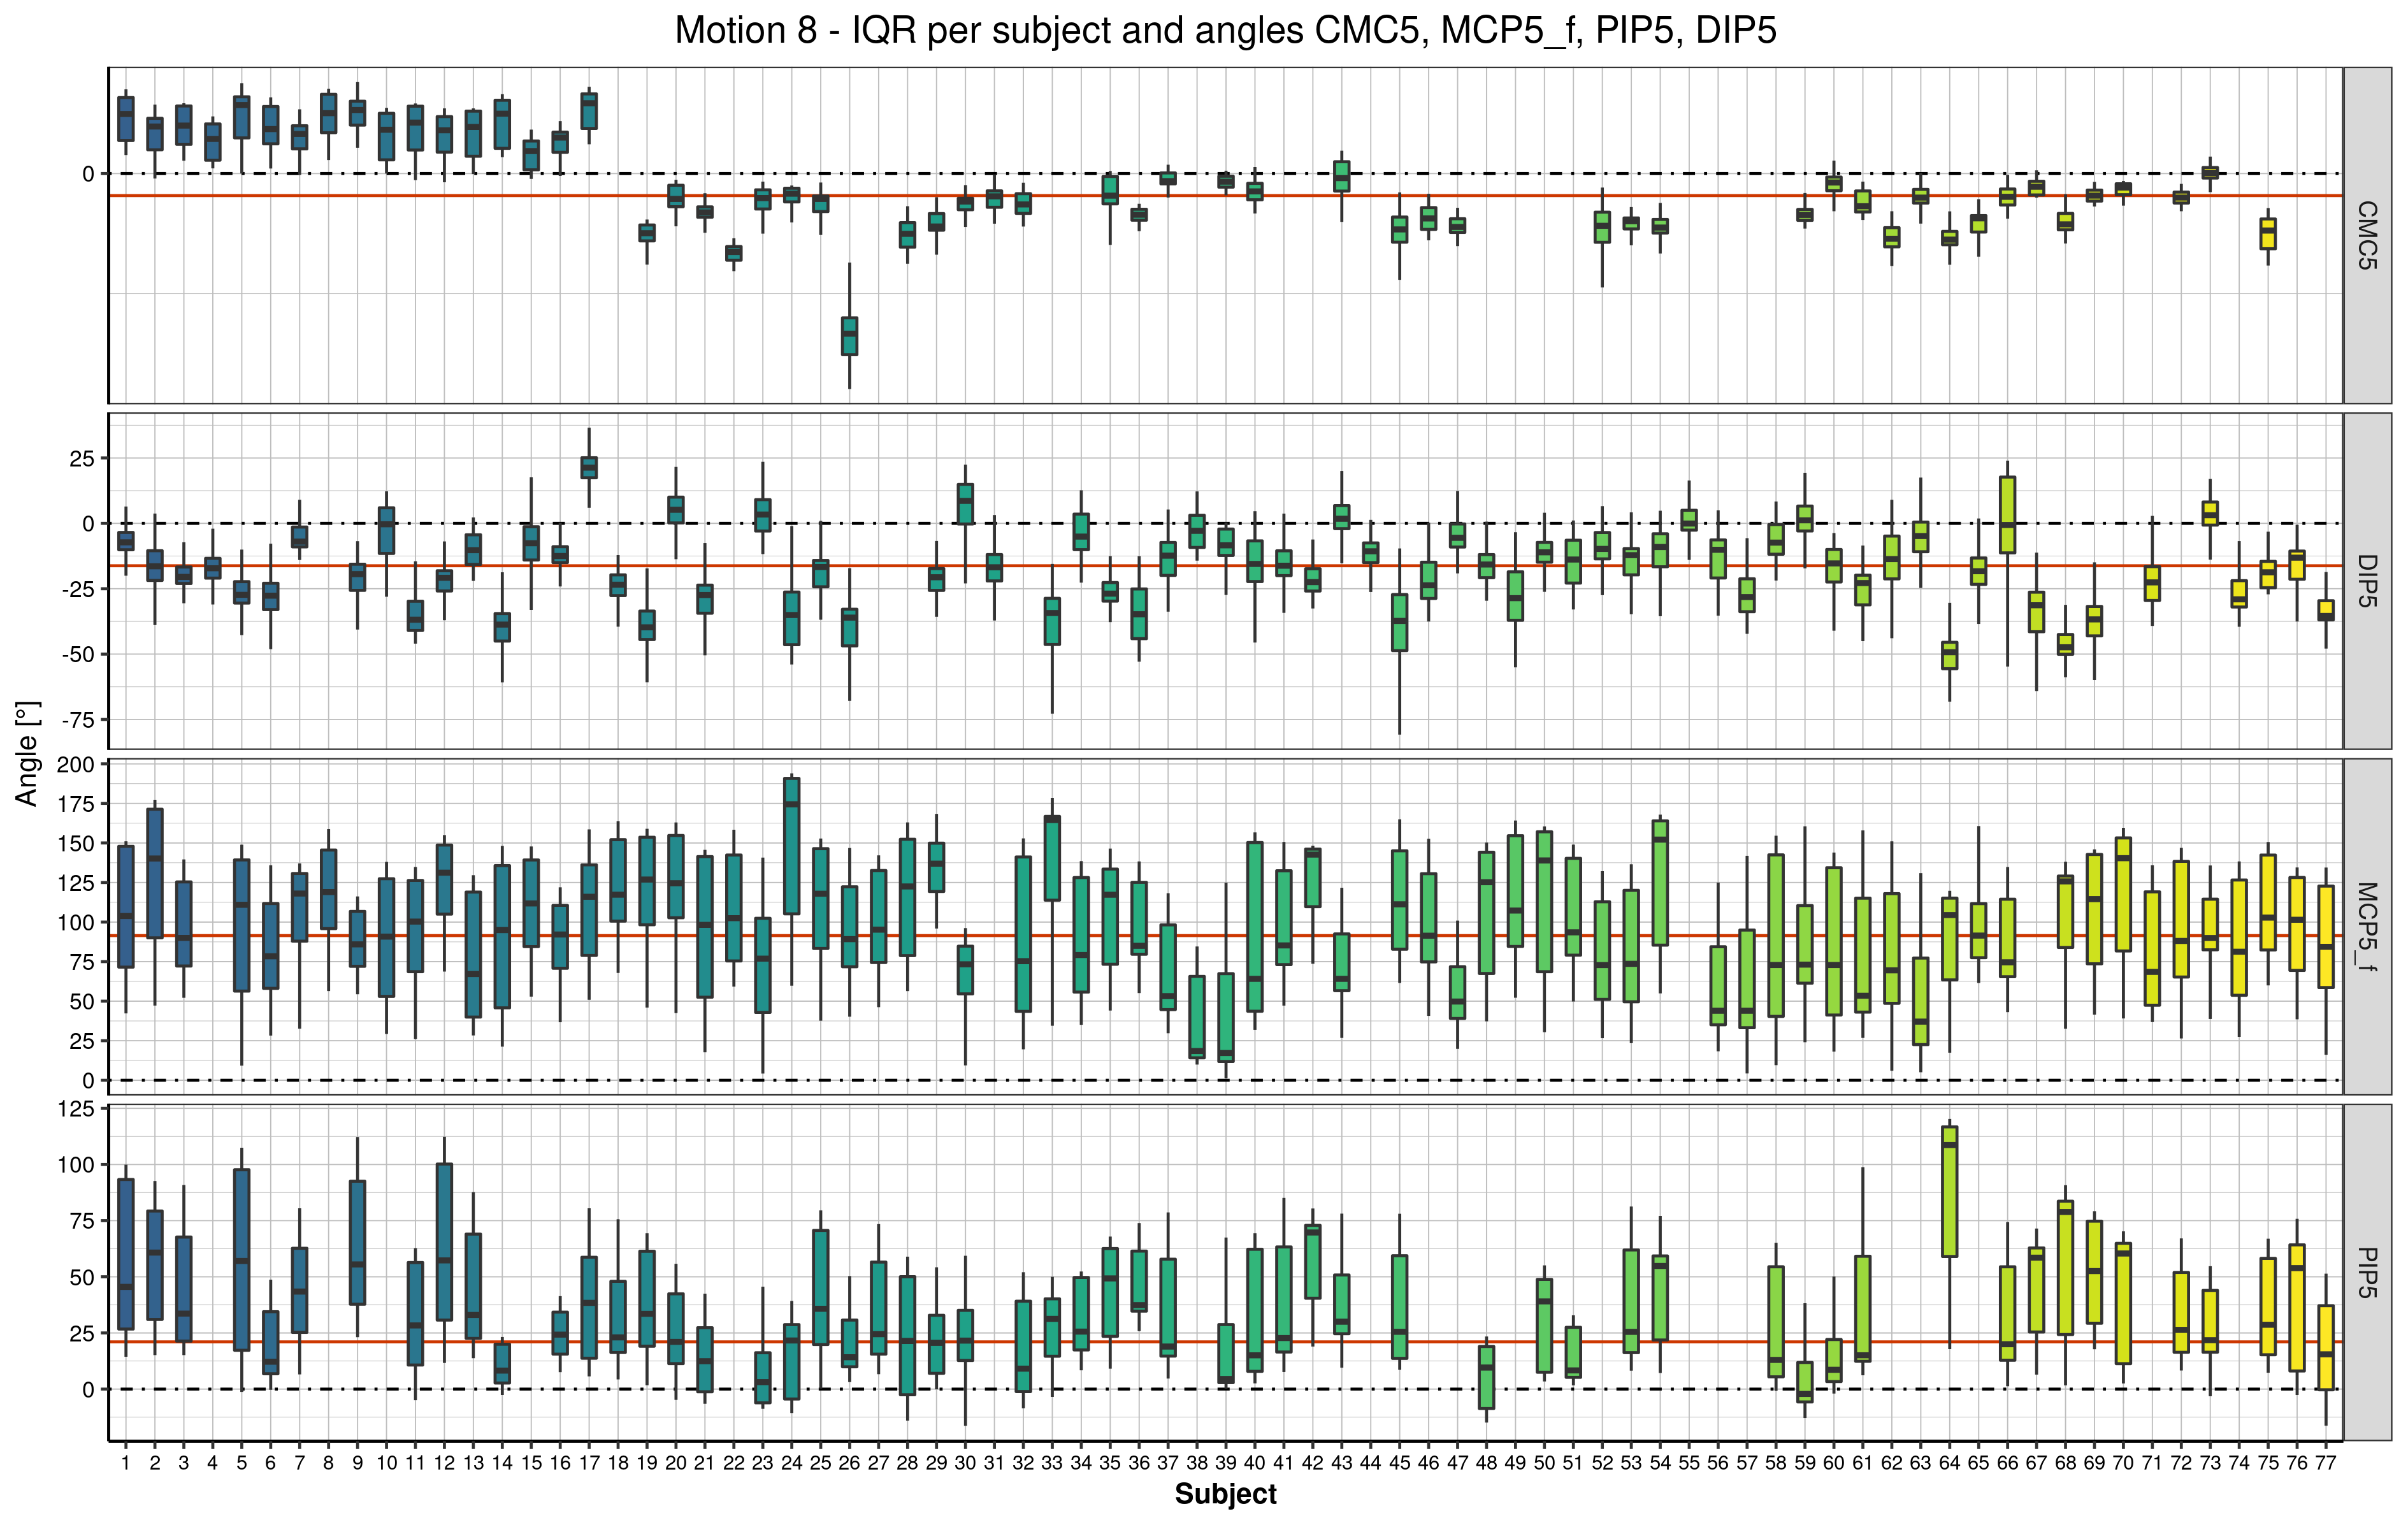 Motion 8 - IQR per subject and angles CMC5, MCP5_f, PIP5, DIP5
Angle [°]
0
CMC5
25
0
-25
-50
-75
DIP5
200
175
150
125
100
75
50
25
0
MCP5_f
125
100
75
50
25
0
PIP5
1 2 3 4 5 6 7 8 9 10 11 12 13 14 15 16 17 18 19 20 21 22 23 24 25 26 27 28 29 30 31 32 33 34 35 36 37 38 39 40 41 42 43 44 45 46 47 48 49 50 51 52 53 54 55 56 57 58 59 60 61 62 63 64 65 66 67 68 69 70 71 72 73 74 75 76 77
Subject